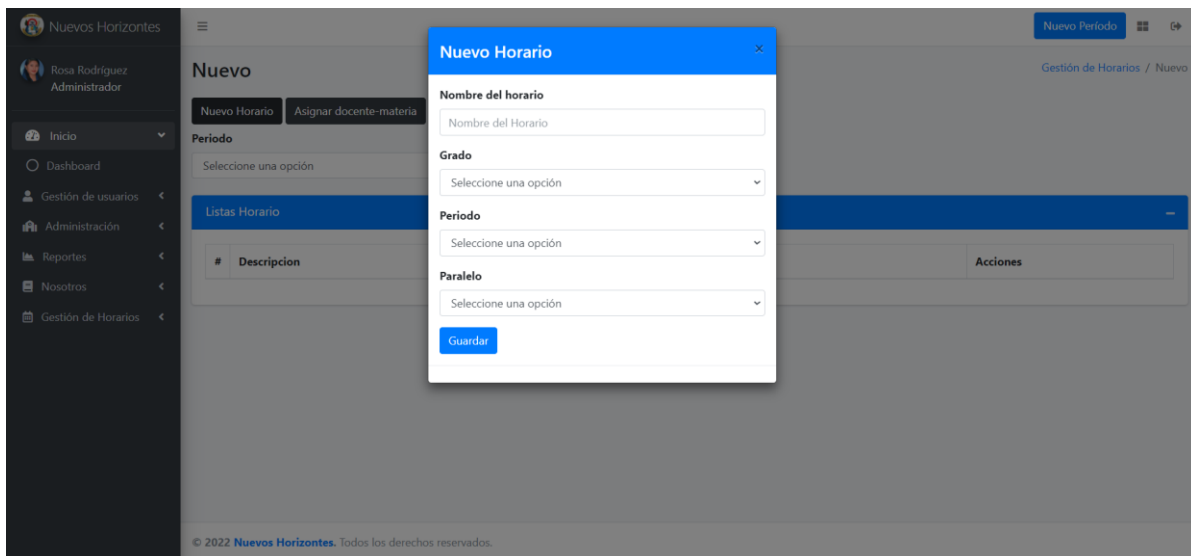 Nuevos Horizontes
Nuevo Período
Rosa Rodríguez
Administrador
Inicio
Dashboard
Gestión de usuarios
Administración
Reportes
Nosotros
Gestión de Horarios
Nuevo
Gestión de Horarios / Nuevo
Nuevo Horario
Asignar docente-materia
Periodo
Seleccione una opción
Listas Horario
# Descripcion Acciones
Nuevo Horario ×
Nombre del horario
Nombre del Horario
Grado
Seleccione una opción
Periodo
Seleccione una opción
Paralelo
Seleccione una opción
Guardar
© 2022 Nuevos Horizontes. Todos los derechos reservados.